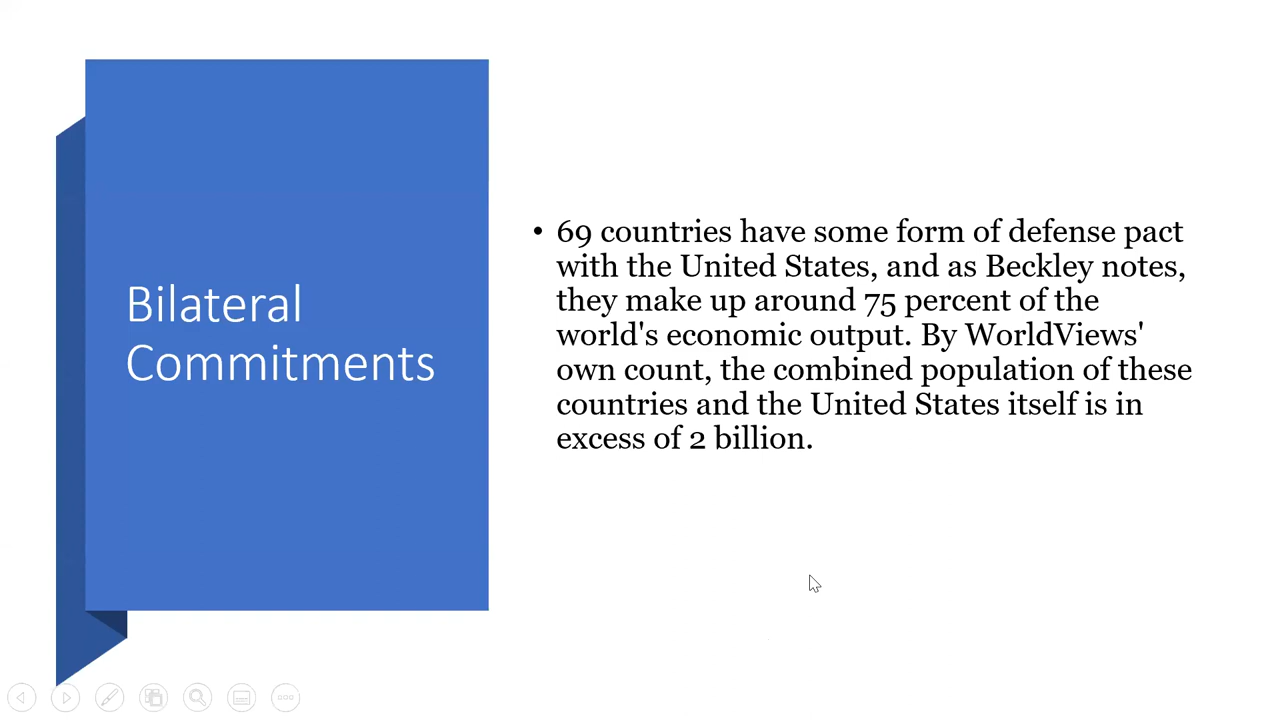 Bilateral
Commitments
• 69 countries have some form of defense pact
with the United States, and as Beckley notes,
they make up around 75 percent of the
world's economic output. By WorldViews'
own count, the combined population of these
countries and the United States itself is in
excess of 2 billion.